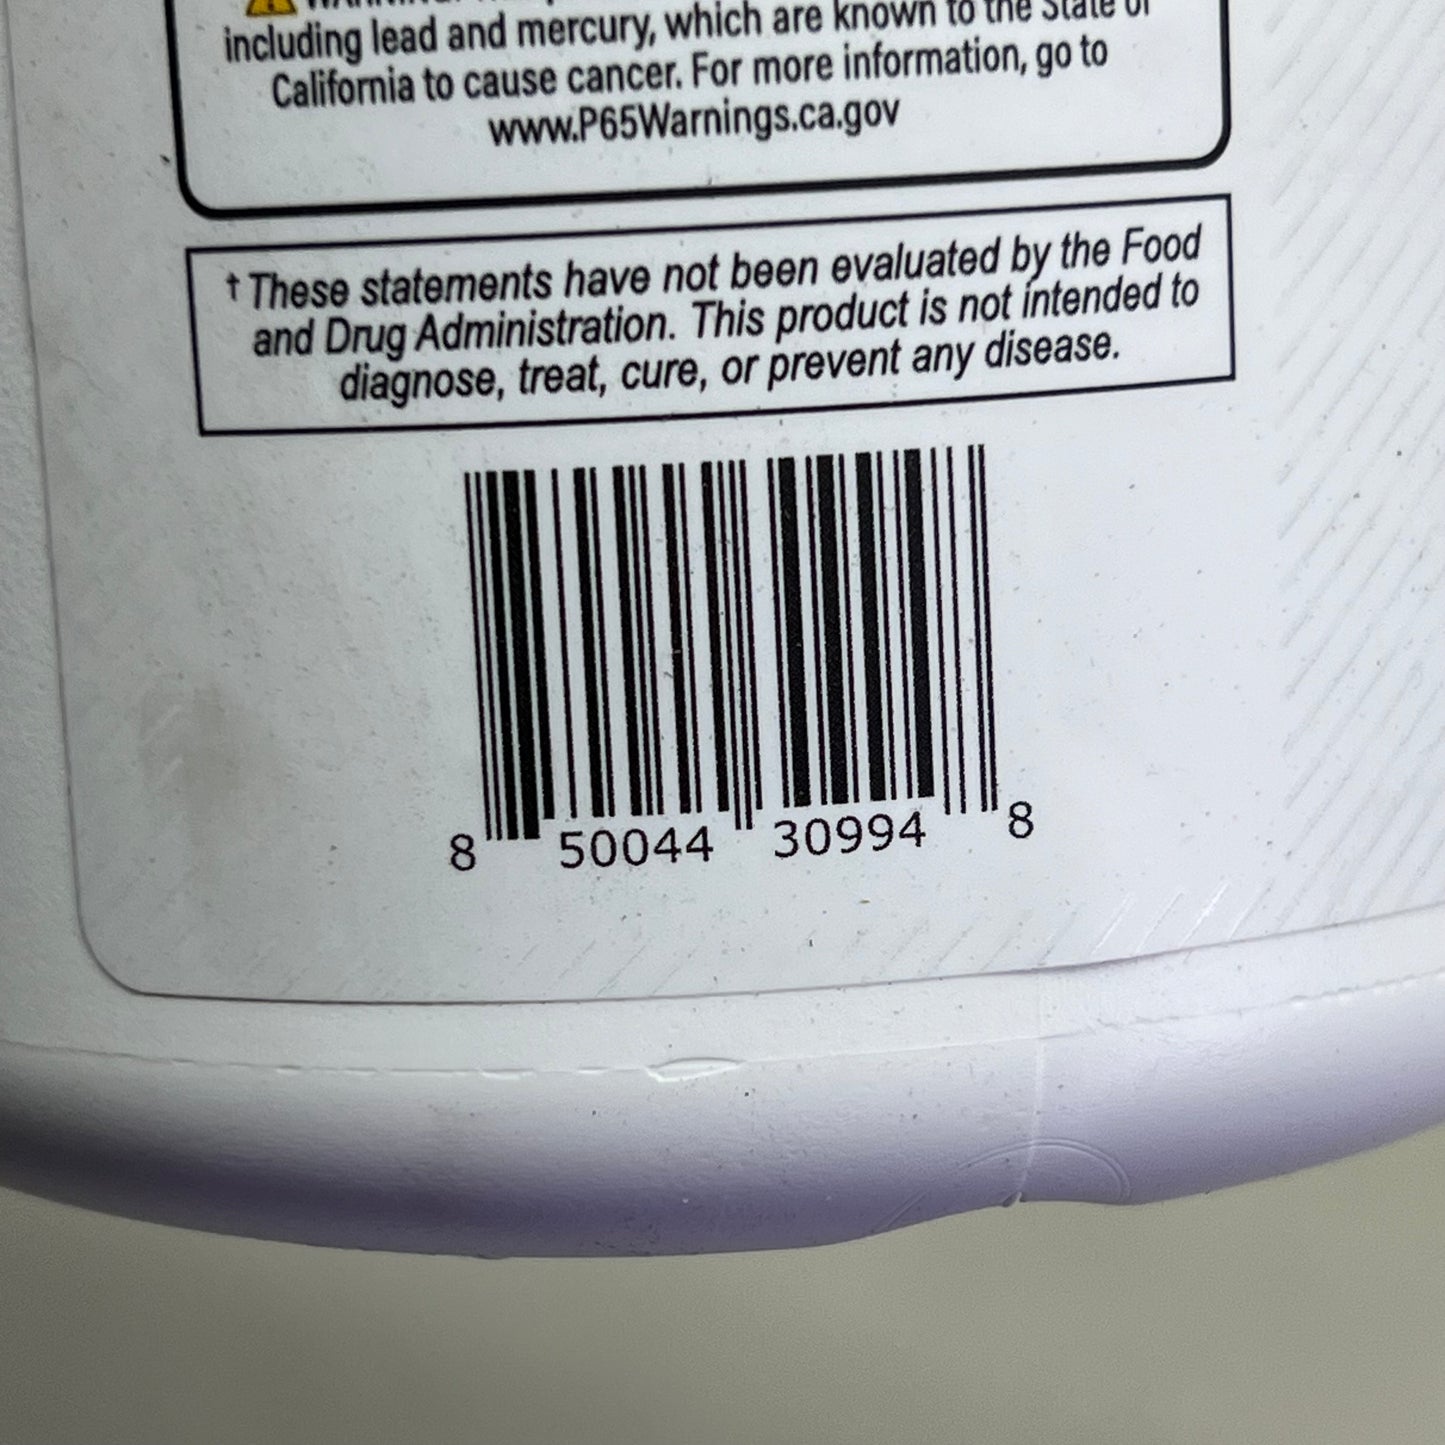 WARNING:
including lead and mercury, which are known to the State of
California to cause cancer. For more information, go to
www.P65Warnings.ca.gov
† These statements have not been evaluated by the Food
and Drug Administration. This product is not intended to
diagnose, treat, cure, or prevent any disease.
8 50044 30994 8